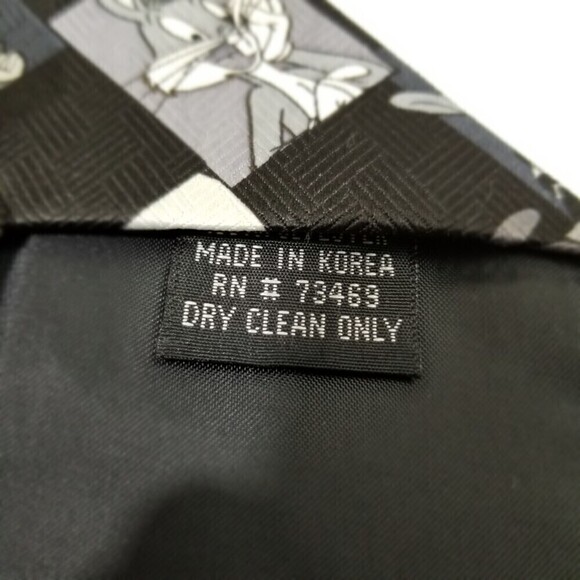 MADE IN KOREA
RN # 73469
DRY CLEAN ONLY